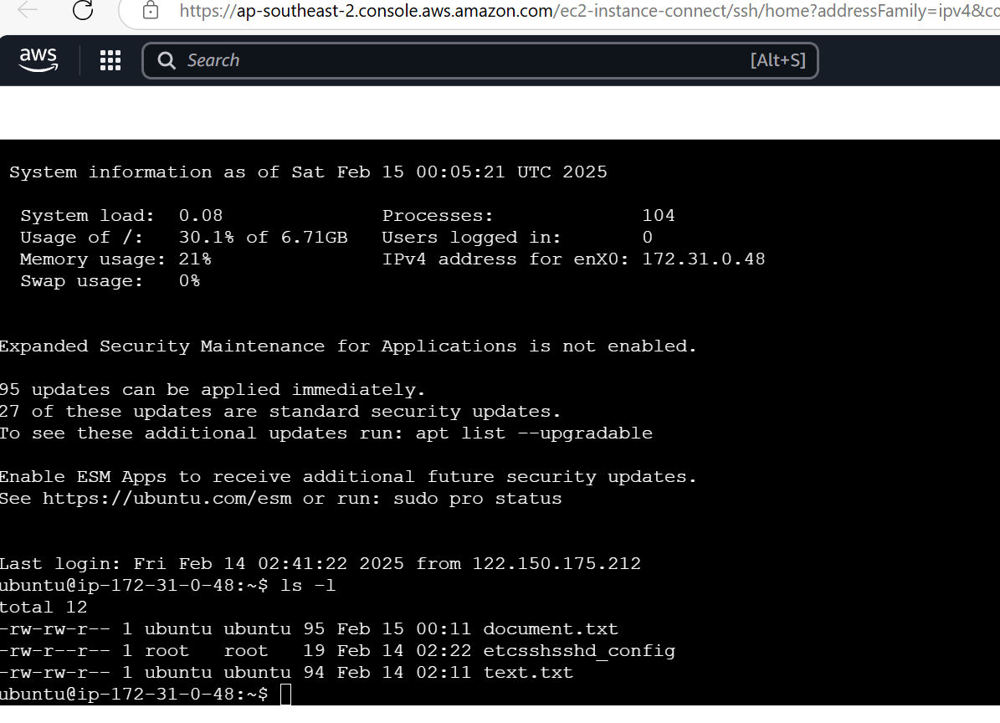 https://ap-southeast-2.console.aws.amazon.com/ec2-instance-connect/ssh/home?addressFamily=ipv4&co
aws
Search [Alt+S]
System information as of Sat Feb 15 00:05:21 UTC 2025
System load: 0.08 Processes: 104
Usage of /: 30.1% of 6.71GB Users logged in: 0
Memory usage: 21% IPv4 address for enX0: 172.31.0.48
Swap usage: 0%
Expanded Security Maintenance for Applications is not enabled.
95 updates can be applied immediately.
27 of these updates are standard security updates.
To see these additional updates run: apt list --upgradable
Enable ESM Apps to receive additional future security updates.
See https://ubuntu.com/esm or run: sudo pro status
Last login: Fri Feb 14 02:41:22 2025 from 122.150.175.212
ubuntu@ip-172-31-0-48:~$ ls -l
total 12
-rw-rw-r-- 1 ubuntu ubuntu 95 Feb 15 00:11 document.txt
-rw-r--r-- 1 root root 19 Feb 14 02:22 etcsshsshd_config
-rw-rw-r-- 1 ubuntu ubuntu 94 Feb 14 02:11 text.txt
ubuntu@ip-172-31-0-48:~$